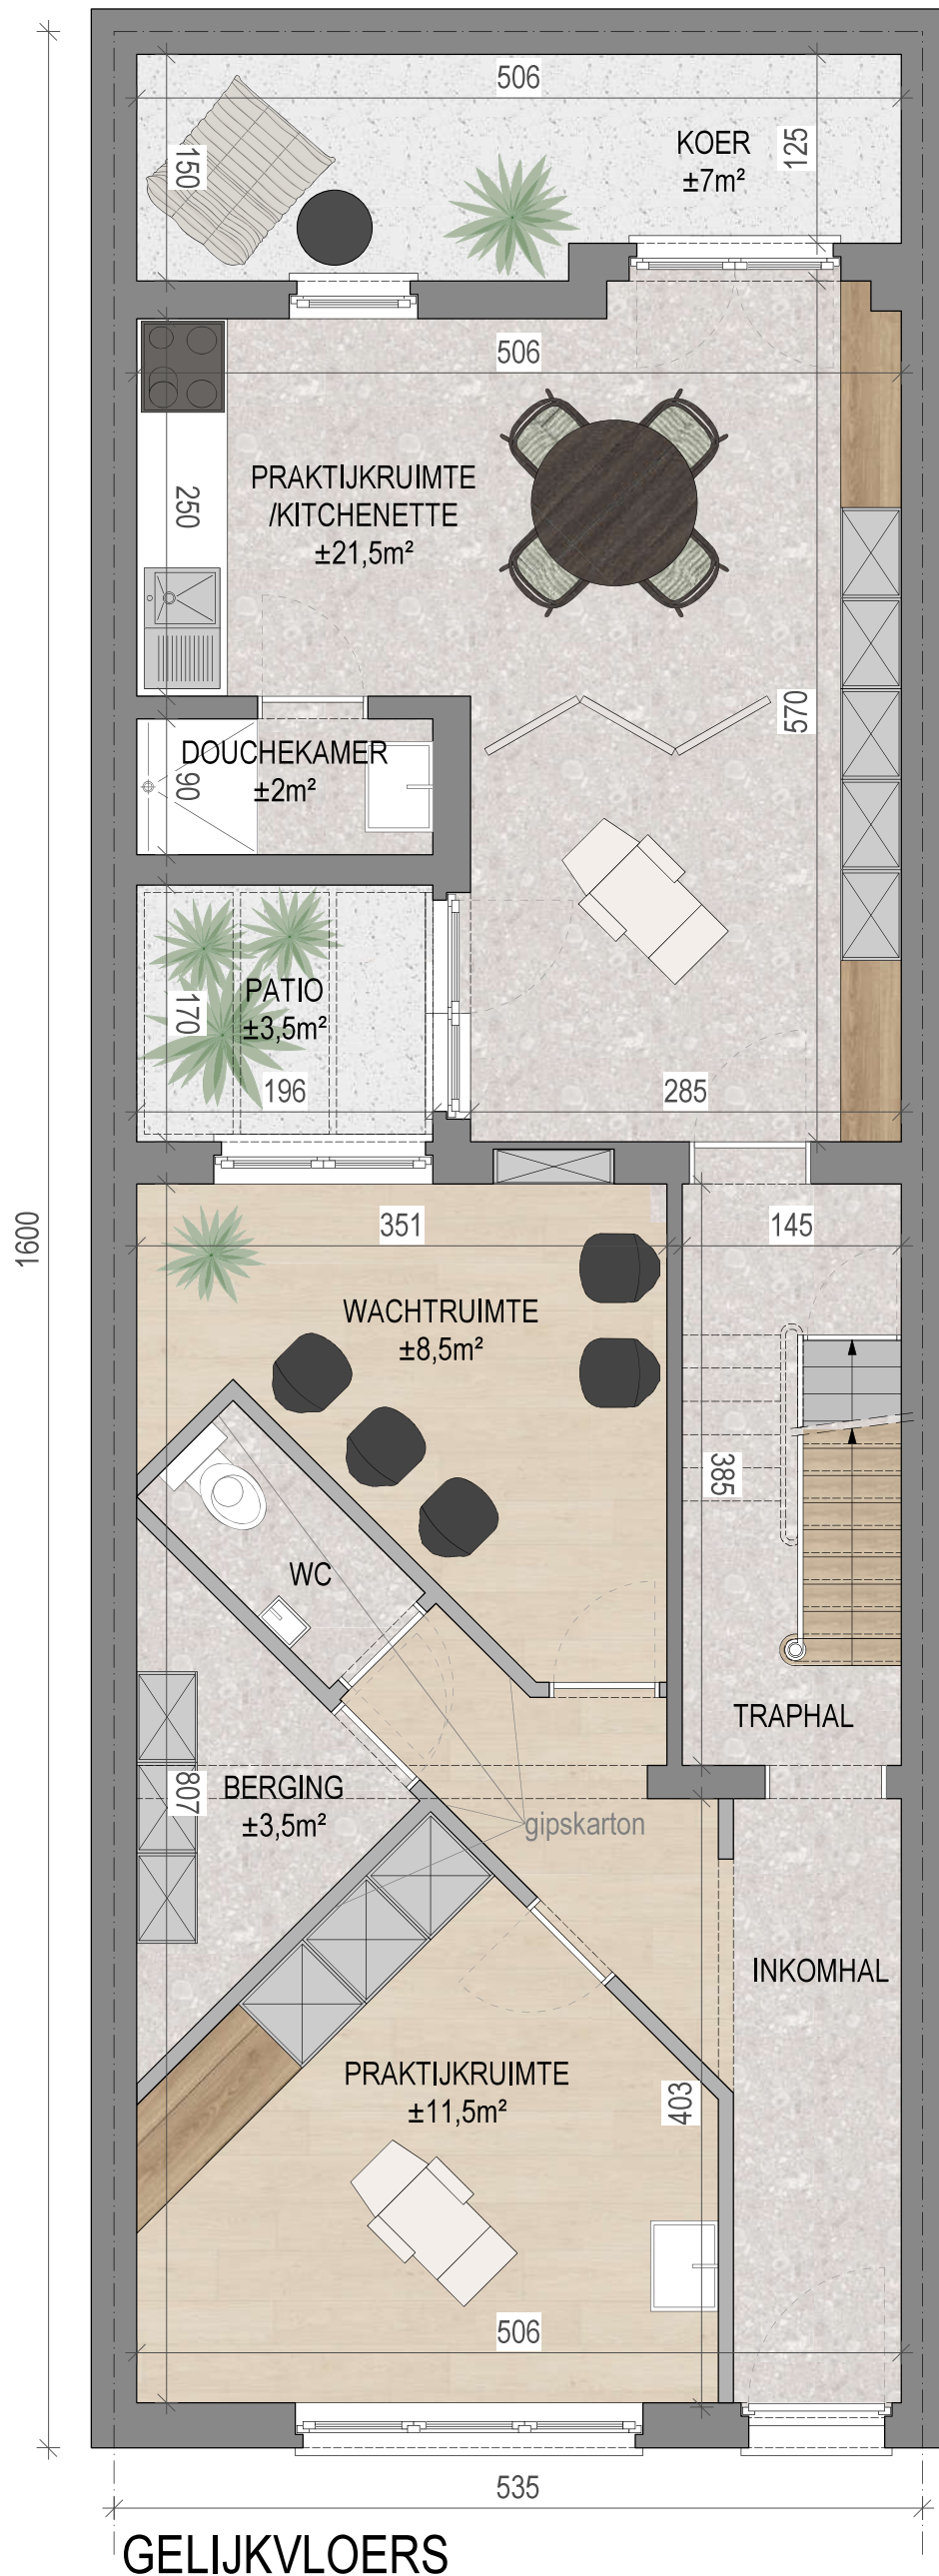 506
KOER
±7m²
125
150
506
PRAKTIJKRUIMTE
/KITCHENETTE
±21,5m²
250
570
DOUCHEKAMER
±2m²
90
PATIO
±3,5m²
170
196
285
1600
351
145
WACHTRUIMTE
±8,5m²
385
WC
TRAPHAL
BERGING
±3,5m²
807
gipskarton
INKOMHAL
PRAKTIJKRUIMTE
±11,5m²
403
506
535
GELIJKVLOERS